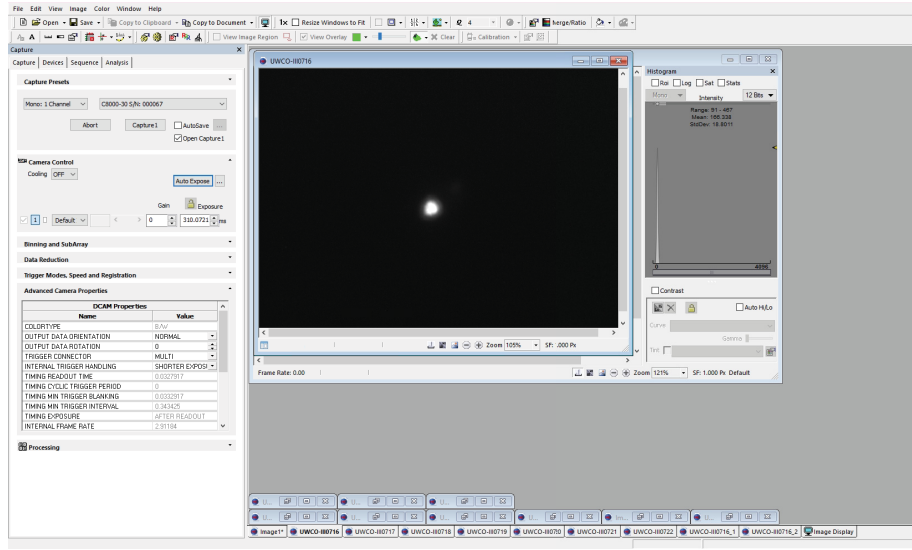 File Edit View Image Color Window Help
Open Save Copy to Clipboard Copy to Document 1x Resize Windows to Fit 4 Merge/Ratio
View Image Region View Overlay Clear Calibration
Capture
Capture Devices Sequence Analysis
Capture Presets
Mono: 1 Channel C8000-30 S/N: 000067
Abort Capture1 AutoSave ...
Open Capture1
Camera Control
Cooling OFF
Auto Expose ...
Gain Exposure
1 Default 0 310.0721 ms
Binning and SubArray
Data Reduction
Trigger Modes, Speed and Registration
Advanced Camera Properties
DCAM Properties
Name Value
COLORTYPE B/W
OUTPUT DATA ORIENTATION NORMAL
OUTPUT DATA ROTATION 0
TRIGGER CONNECTOR MULTI
INTERNAL TRIGGER HANDLING SHORTER EXPOSU
TIMING READOUT TIME 0.0327917
TIMING CYCLIC TRIGGER PERIOD 0
TIMING MIN TRIGGER BLANKING 0.0332917
TIMING MIN TRIGGER INTERVAL 0.343425
TIMING EXPOSURE AFTER READOUT
INTERNAL FRAME RATE 2.91184
Processing
UWCO-III0716
Zoom 105% SF: .000 Px
Frame Rate: 0.00 Zoom 121% SF: 1.000 Px Default
Histogram
Roi Log Sat Stats
Mono Intensity 12 Bits
Range: 91 - 467
Mean: 166.338
StdDev: 18.8011
0 4095
Contrast
Auto Hi/Lo
Curve
Gamma
Tint
U... U... U...
U... U... U... U... Im... U...
Image1* UWCO-III0716 UWCO-III0717 UWCO-III0718 UWCO-III0719 UWCO-III0710 UWCO-III0721 UWCO-III0722 UWCO-III0716_1 UWCO-III0716_2 Image Display